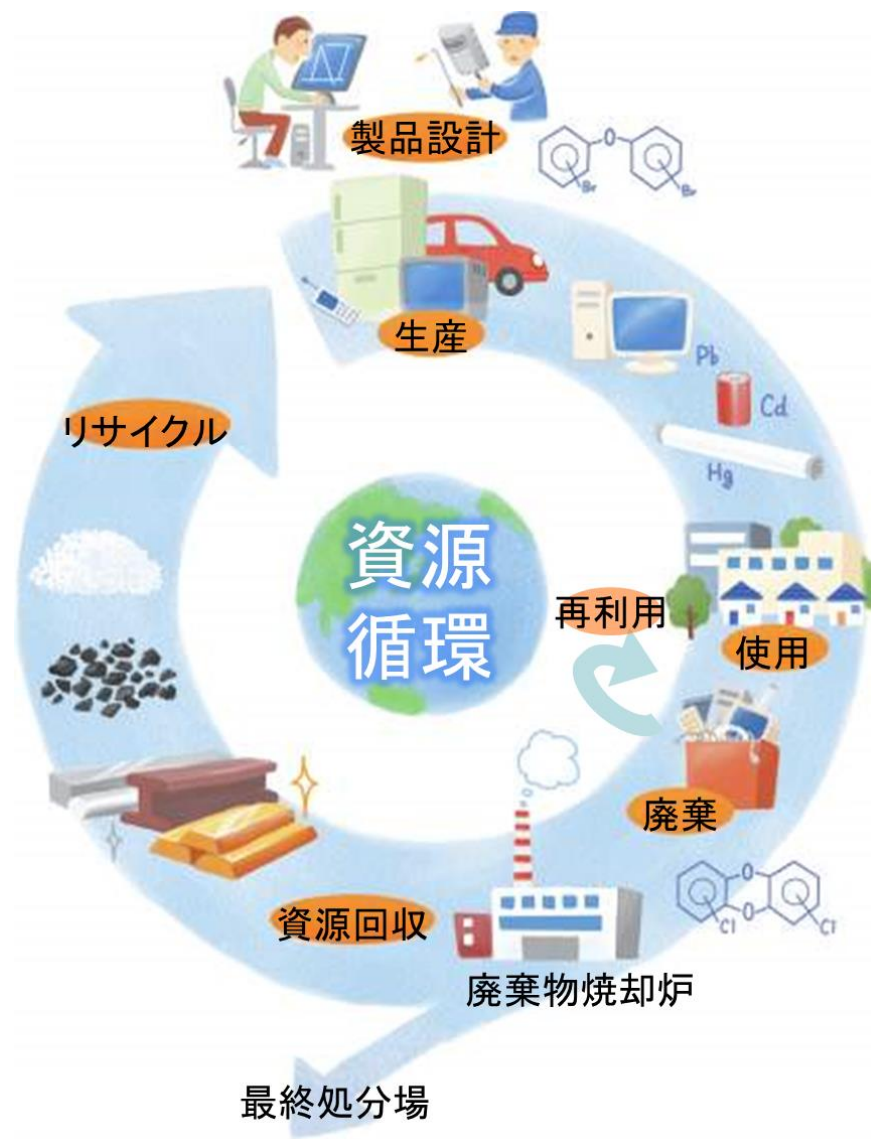 製品設計
O
Br
Br
生産
Pb
Cd
Hg
リサイクル
資源
循環
再利用
使用
廃棄
O
O
Cl
Cl
資源回収
廃棄物焼却炉
最終処分場